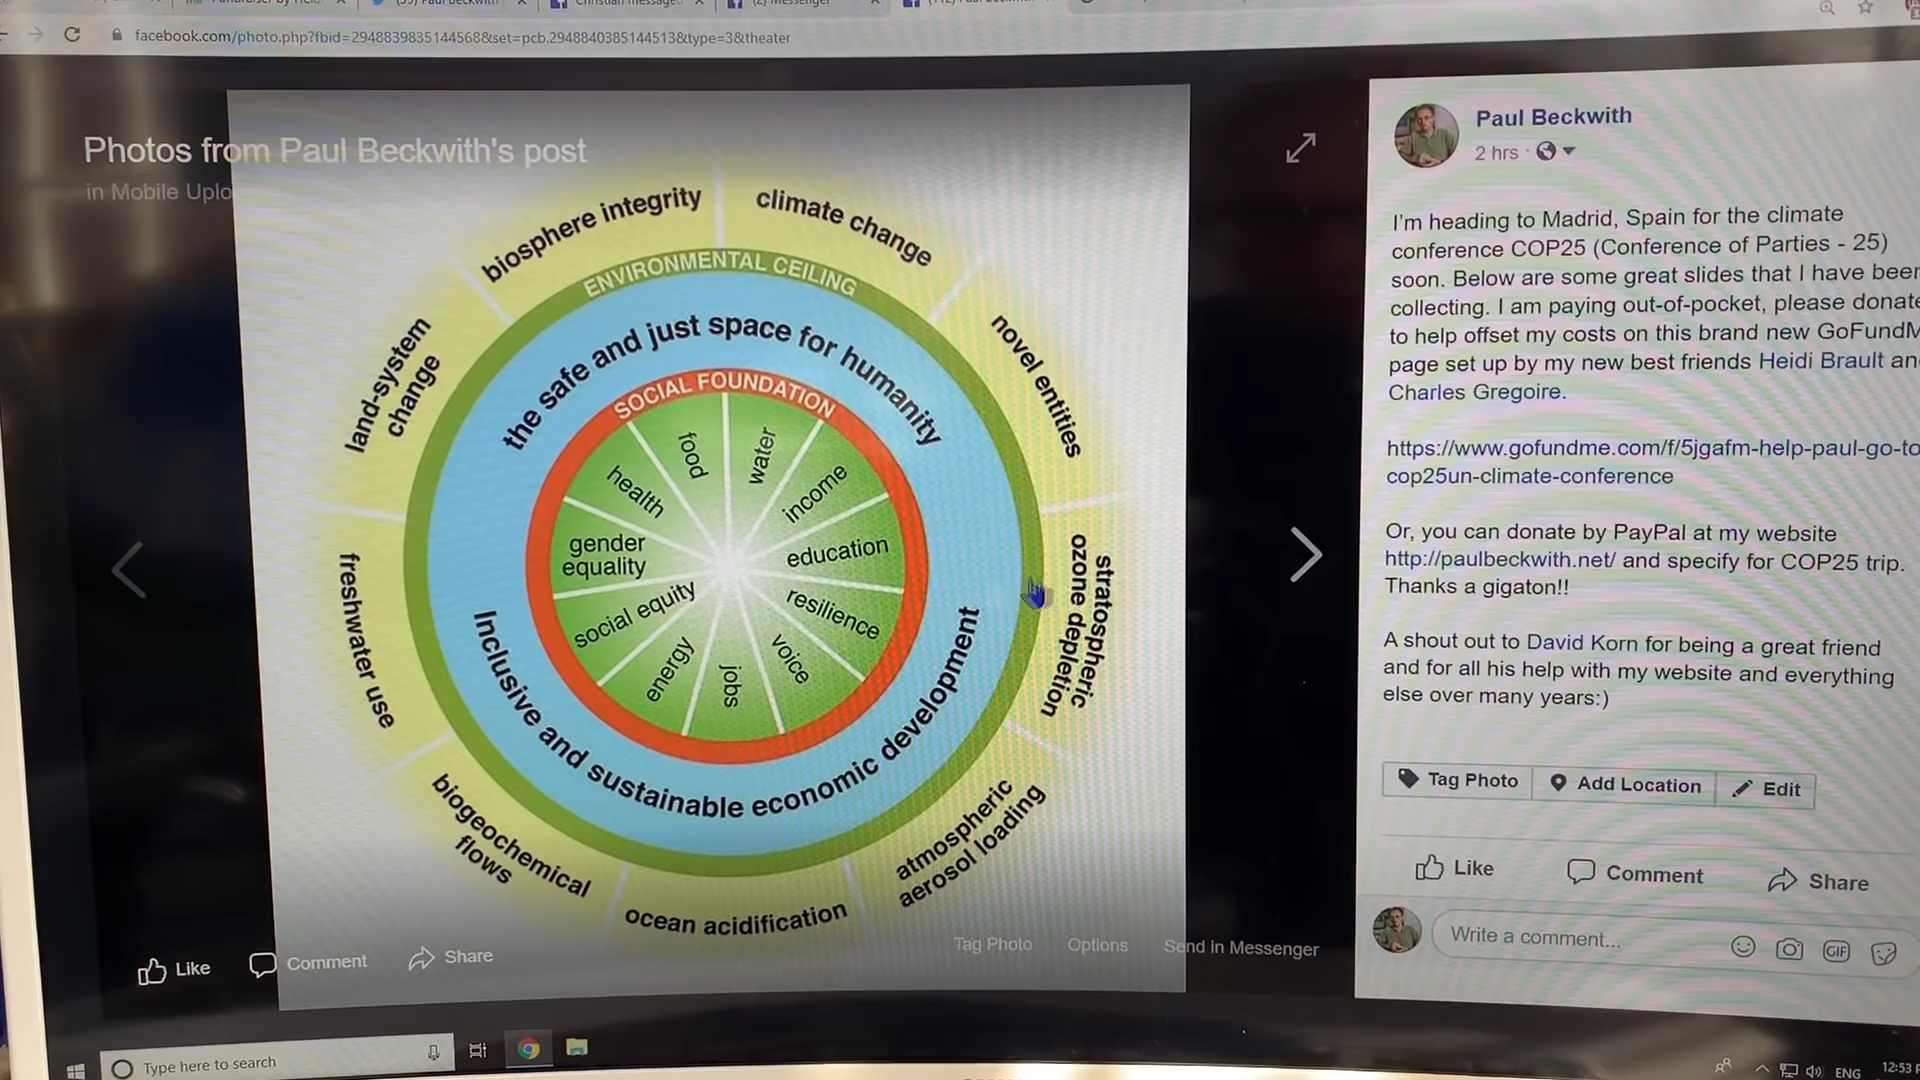 facebook.com/photo.php?fbid=2948839835144568&set=pcb.2948840385144513&type=3&theater
Photos from Paul Beckwith's post
in Mobile Uplo
biosphere integrity
climate change
novel entities
stratospheric
ozone depletion
atmospheric
aerosol loading
ocean acidification
biogeochemical
flows
freshwater use
land-system
change
ENVIRONMENTAL CEILING
the safe and just space for humanity
SOCIAL FOUNDATION
food
water
income
education
resilience
voice
jobs
energy
social equity
gender
equality
health
Inclusive and sustainable economic development
Like
Comment
Share
Tag Photo
Options
Send in Messenger
Paul Beckwith
2 hrs
I'm heading to Madrid, Spain for the climate
conference COP25 (Conference of Parties - 25)
soon. Below are some great slides that I have been
collecting. I am paying out-of-pocket, please donate
to help offset my costs on this brand new GoFundM
page set up by my new best friends Heidi Brault an
Charles Gregoire.
https://www.gofundme.com/f/5jgafm-help-paul-go-to
cop25un-climate-conference
Or, you can donate by PayPal at my website
http://paulbeckwith.net/ and specify for COP25 trip.
Thanks a gigaton!!
A shout out to David Korn for being a great friend
and for all his help with my website and everything
else over many years:)
Tag Photo
Add Location
Edit
Like
Comment
Share
Write a comment...
GIF
Type here to search
ENG
12:53